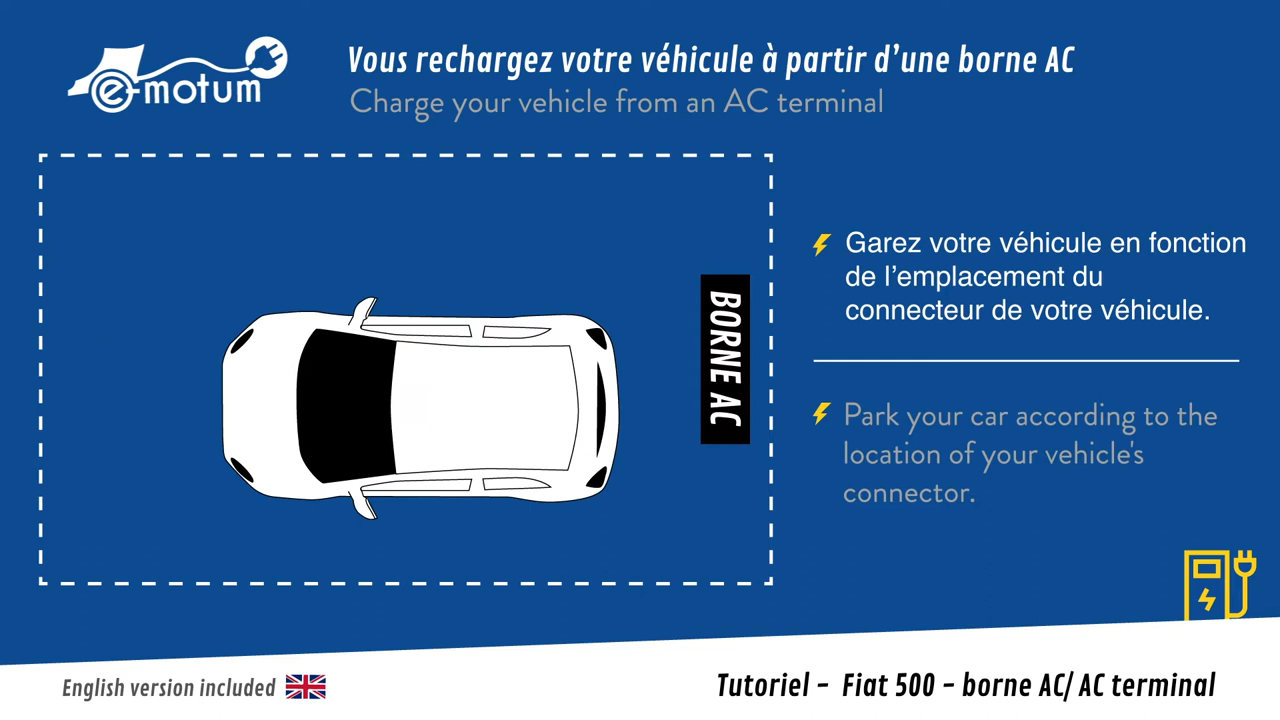 e-motum
Vous rechargez votre véhicule à partir d’une borne AC
Charge your vehicle from an AC terminal
BORNE AC
Garez votre véhicule en fonction
de l’emplacement du
connecteur de votre véhicule.
Park your car according to the
location of your vehicle's
connector.
English version included
Tutoriel - Fiat 500 - borne AC/ AC terminal